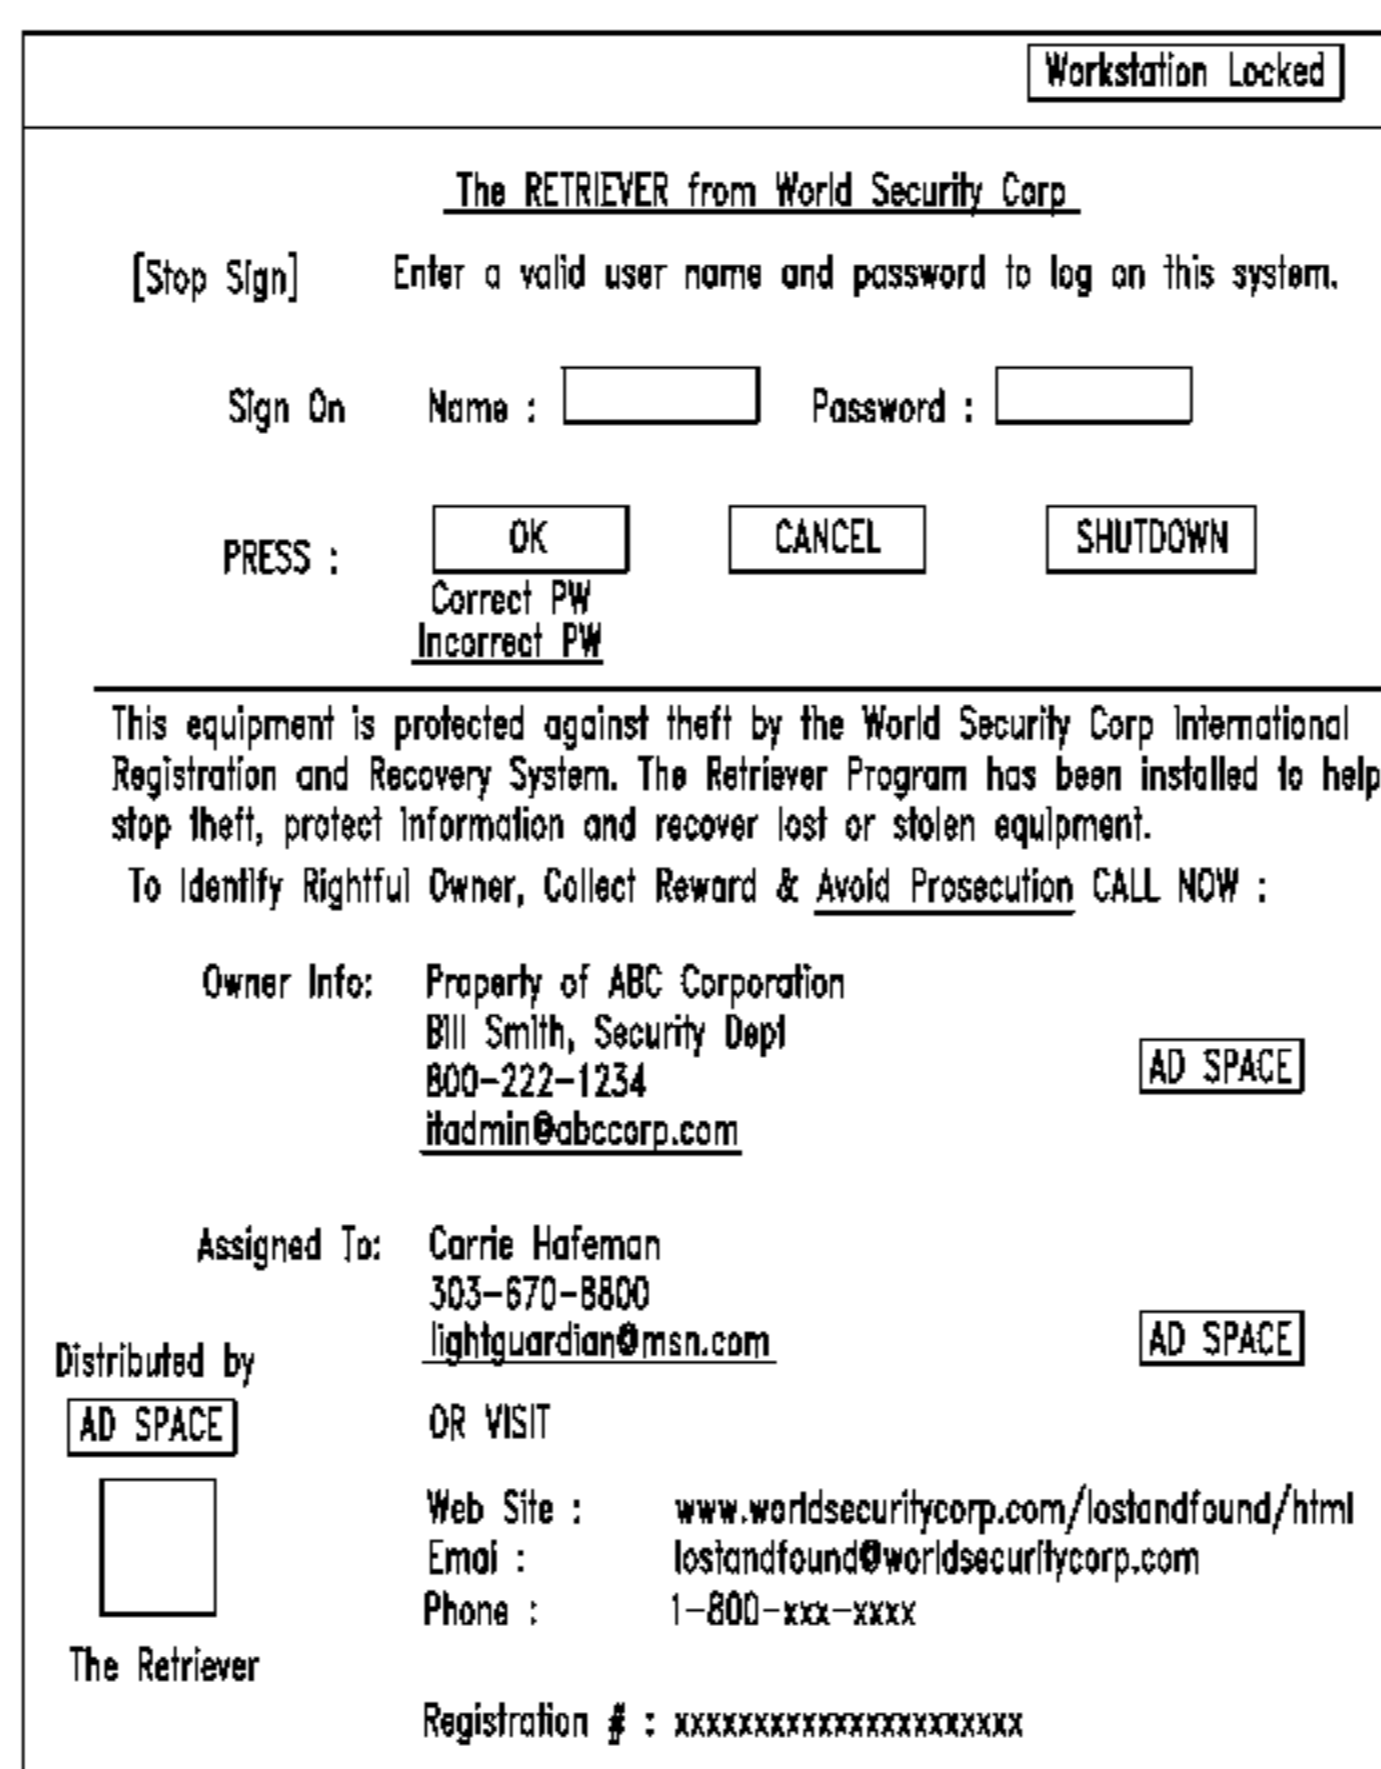 Workstation Locked
The RETRIEVER from World Security Corp
[Stop Sign] Enter a valid user name and password to log on this system.
Sign On Name : Password :
PRESS : OK CANCEL SHUTDOWN
Correct PW
Incorrect PW
This equipment is protected against theft by the World Security Corp International
Registration and Recovery System. The Retriever Program has been installed to help
stop theft, protect information and recover lost or stolen equipment.
To Identify Rightful Owner, Collect Reward & Avoid Prosecution CALL NOW :
Owner Info: Property of ABC Corporation
Bill Smith, Security Dept
800-222-1234
itadmin@abccorp.com
AD SPACE
Assigned To: Carrie Hafeman
303-670-8800
lightguardian@msn.com
AD SPACE
Distributed by
AD SPACE
The Retriever
OR VISIT
Web Site : www.worldsecuritycorp.com/lostandfound/html
Emai : lostandfound@worldsecuritycorp.com
Phone : 1-800-xxx-xxxx
Registration # : xxxxxxxxxxxxxxxxxxxxxx